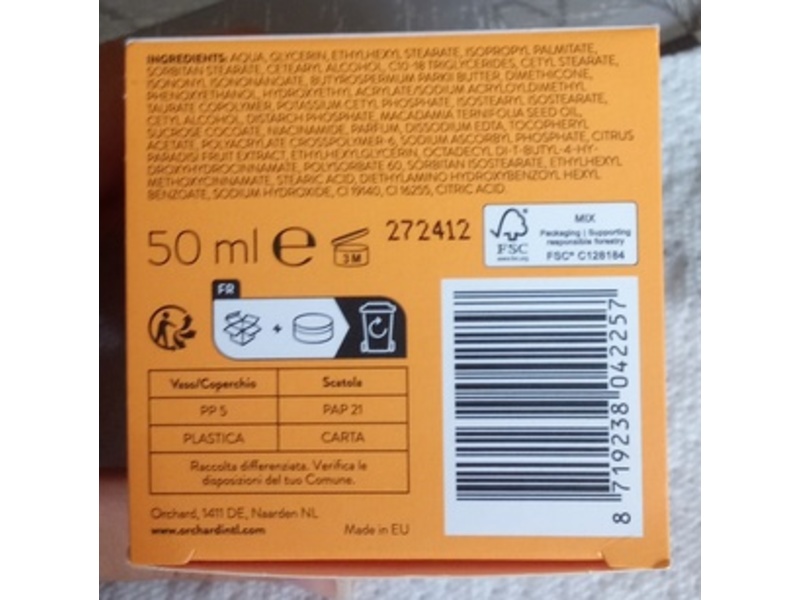 INGREDIENTS: AQUA, GLYCERIN, ETHYLHEXYL STEARATE, ISOPROPYL PALMITATE,
SORBITAN STEARATE, CETEARYL ALCOHOL, C10-18 TRIGLYCERIDES, CETYL STEARATE,
ISONONYL ISONONANOATE, BUTYROSPERMUM PARKII BUTTER, DIMETHICONE,
PHENOXYETHANOL, HYDROXYETHYL ACRYLATE/SODIUM ACRYLOYLDIMETHYL
TAURATE COPOLYMER, POTASSIUM CETYL PHOSPHATE, ISOSTEARYL ISOSTEARATE,
CETYL ALCOHOL, DISTARCH PHOSPHATE, MACADAMIA TERNIFOLIA SEED OIL,
SUCROSE COCOATE, NIACINAMIDE, PARFUM, DISSODIUM EDTA, TOCOPHERYL
ACETATE, POLYACRYLATE CROSSPOLYMER-6, SODIUM ASCORBYL PHOSPHATE, CITRUS
PARADISI FRUIT EXTRACT, ETHYLHEXYLGLYCERIN, OCTADECYL DI-T-BUTYL-4-HY-
DROXYHYDROCINNAMATE, POLYSORBATE 60, SORBITAN ISOSTEARATE, ETHYLHEXYL
METHOXYCINNAMATE, STEARIC ACID, DIETHYLAMINO HYDROXYBENZOYL HEXYL
BENZOATE, SODIUM HYDROXIDE, CI 19140, CI 16255, CITRIC ACID.
50 ml e
3 M
272412
FSC
www.fsc.org
MIX
Packaging | Supporting
responsible forestry
FSC® C128184
FR
+
Vaso/Coperchio Scatola
PP 5 PAP 21
PLASTICA CARTA
Raccolta differenziata. Verifica le
disposizioni del tuo Comune.
Orchard, 1411 DE, Naarden NL
www.orchardintl.com Made in EU
8 719238 042257